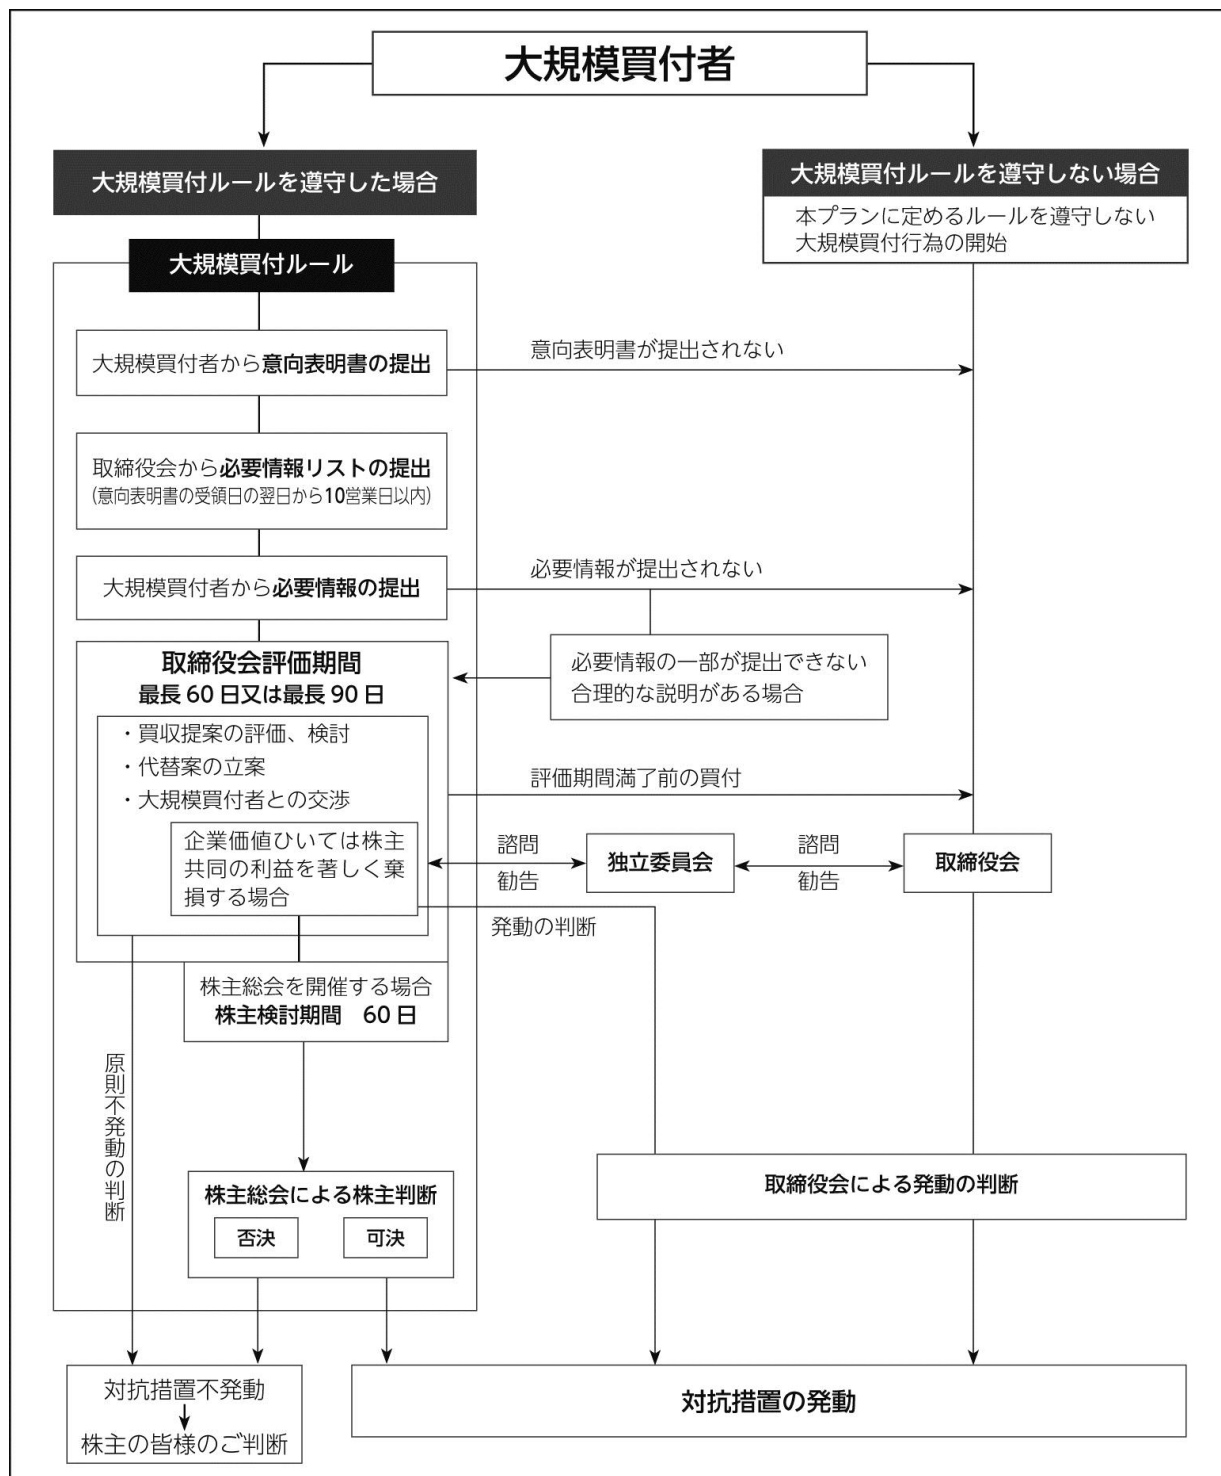 大規模買付者
大規模買付ルールを遵守した場合
大規模買付ルールを遵守しない場合
本プランに定めるルールを遵守しない
大規模買付行為の開始
大規模買付ルール
大規模買付者から意向表明書の提出
意向表明書が提出されない
取締役会から必要情報リストの提出
(意向表明書の受領日の翌日から10営業日以内)
大規模買付者から必要情報の提出
必要情報が提出されない
必要情報の一部が提出できない
合理的な説明がある場合
取締役会評価期間
最長 60 日又は最長 90 日
・買収提案の評価、検討
・代替案の立案
・大規模買付者との交渉
評価期間満了前の買付
企業価値ひいては株主
共同の利益を著しく棄
損する場合
諮問
勧告
独立委員会
諮問
勧告
取締役会
発動の判断
株主総会を開催する場合
株主検討期間　60 日
原則不発動の判断
株主総会による株主判断
否決
可決
取締役会による発動の判断
対抗措置不発動
株主の皆様のご判断
対抗措置の発動